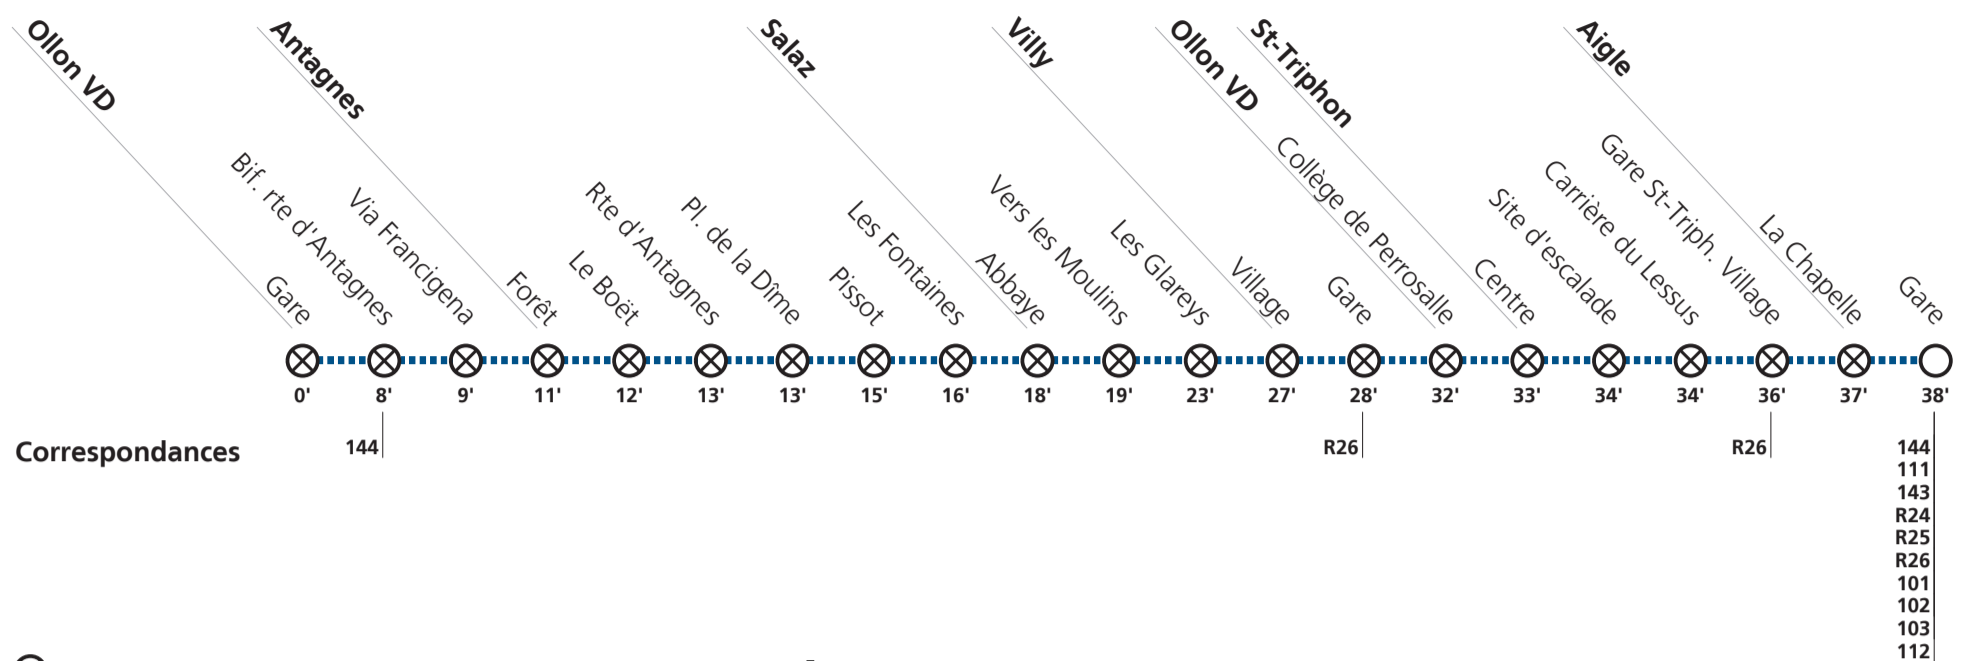 Ollon VD
Antagnes
Salaz
Villy
Ollon VD
St-Triphon
Aigle
Gare
Bif. rte d'Antagnes
Via Francigena
Forêt
Le Boët
Rte d'Antagnes
Pl. de la Dîme
Pissot
Les Fontaines
Abbaye
Vers les Moulins
Les Glareys
Village
Gare
Collège de Perrosalle
Centre
Site d'escalade
Carrière du Lessus
Gare St-Triph. Village
La Chapelle
Gare
0' 8' 9' 11' 12' 13' 13' 15' 16' 18' 19' 23' 27' 28' 32' 33' 34' 34' 36' 37' 38'
Correspondances 144 R26 R26 144
111
143
R24
R25
R26
101
102
103
112